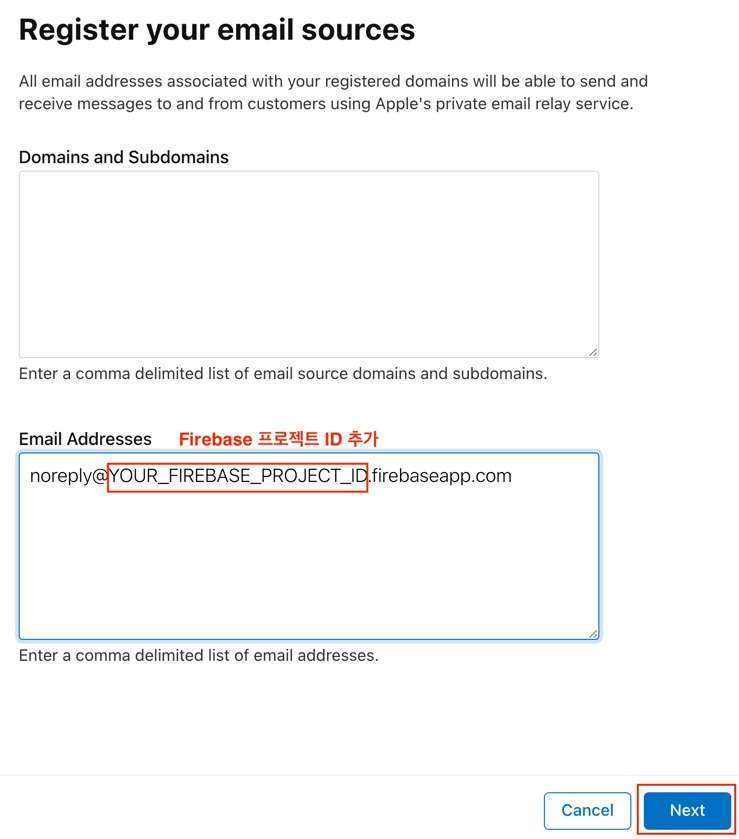 Register your email sources
All email addresses associated with your registered domains will be able to send and
receive messages to and from customers using Apple's private email relay service.
Domains and Subdomains
Enter a comma delimited list of email source domains and subdomains.
Email Addresses Firebase 프로젝트 ID 추가
noreply@YOUR_FIREBASE_PROJECT_ID.firebaseapp.com
Enter a comma delimited list of email addresses.
Cancel Next